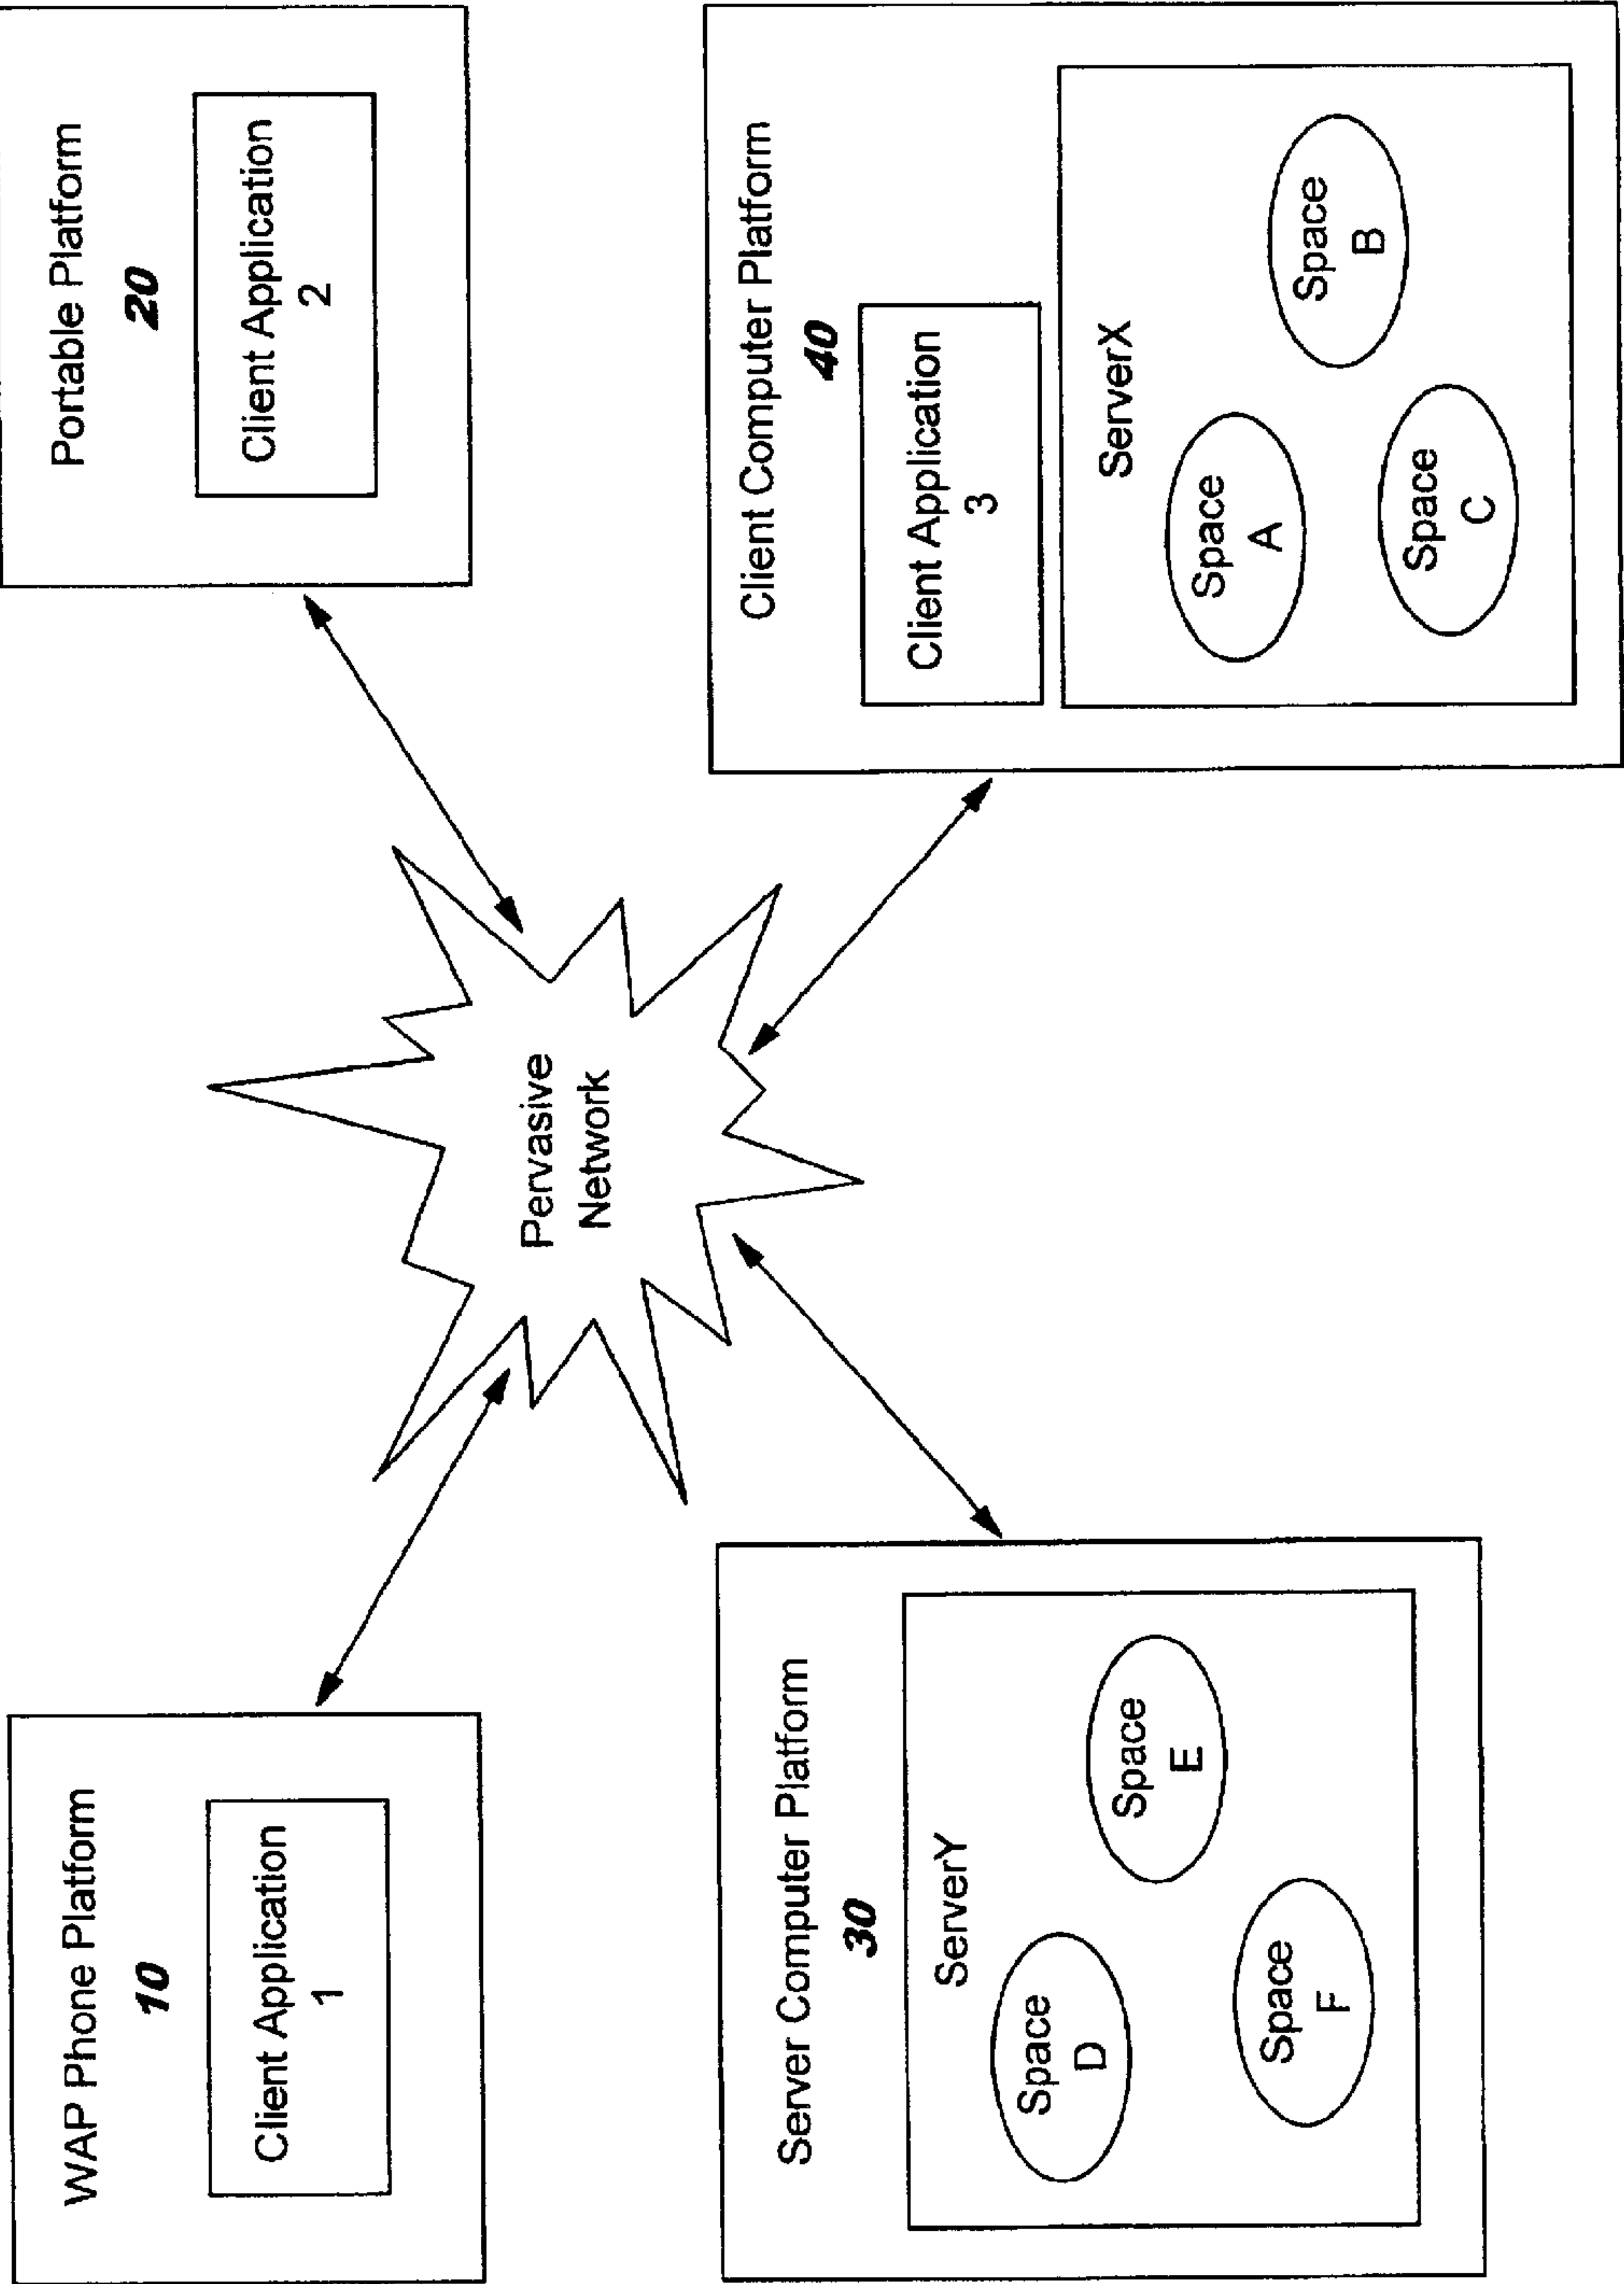 WAP Phone Platform
10
Client Application
1
Portable Platform
20
Client Application
2
Pervasive
Network
Server Computer Platform
30
ServerY
Space
D
Space
E
Space
F
Client Computer Platform
40
Client Application
3
ServerX
Space
A
Space
B
Space
C